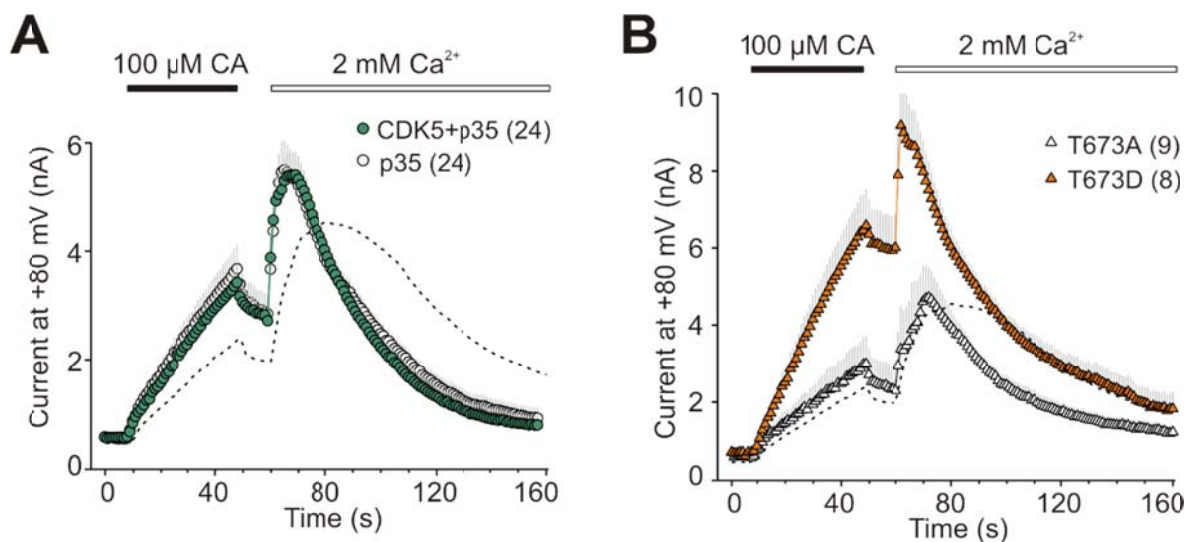 A
100 µM CA
2 mM Ca²⁺
CDK5+p35 (24)
p35 (24)
Current at +80 mV (nA)
6
4
2
0
0
40
80
120
160
Time (s)
B
100 µM CA
2 mM Ca²⁺
T673A (9)
T673D (8)
Current at +80 mV (nA)
10
8
6
4
2
0
0
40
80
120
160
Time (s)